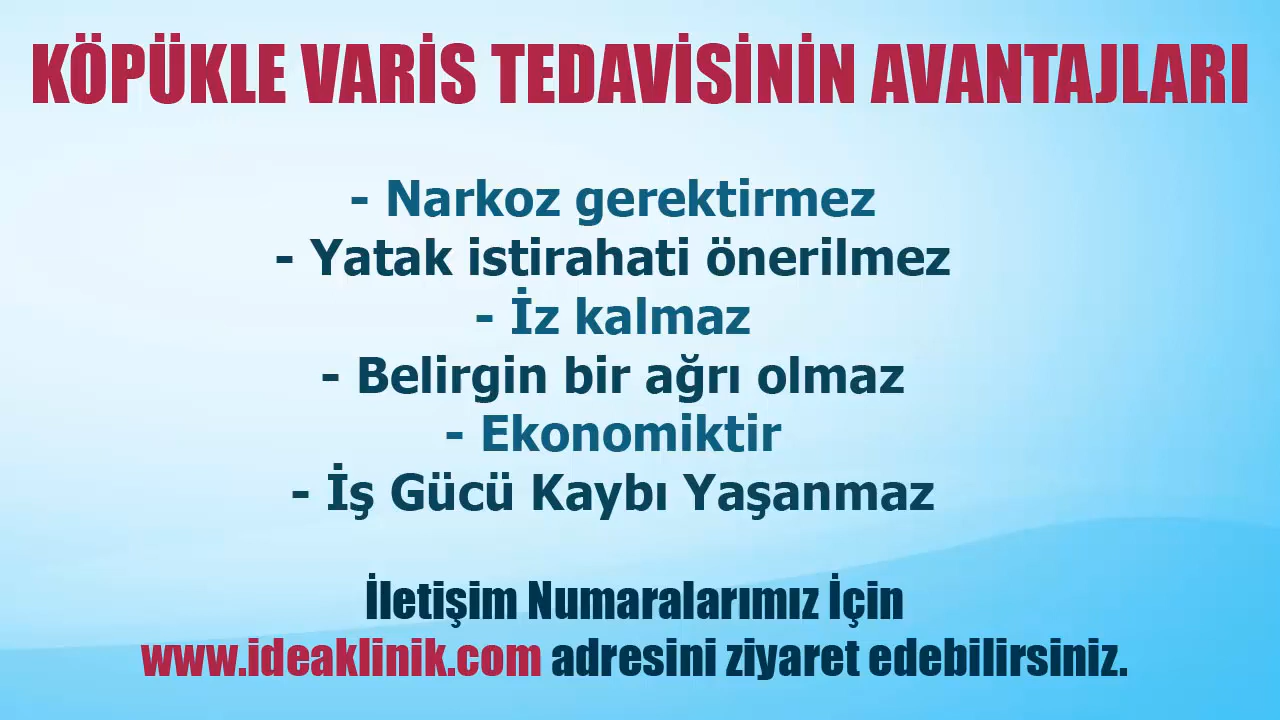 KÖPÜKLE VARİS TEDAVİSİNİN AVANTAJLARI
- Narkoz gerektirmez
- Yatak istirahati önerilmez
- İz kalmaz
- Belirgin bir ağrı olmaz
- Ekonomiktir
- İş Gücü Kaybı Yaşanmaz
İletişim Numaralarımız İçin
www.ideaklinik.com adresini ziyaret edebilirsiniz.